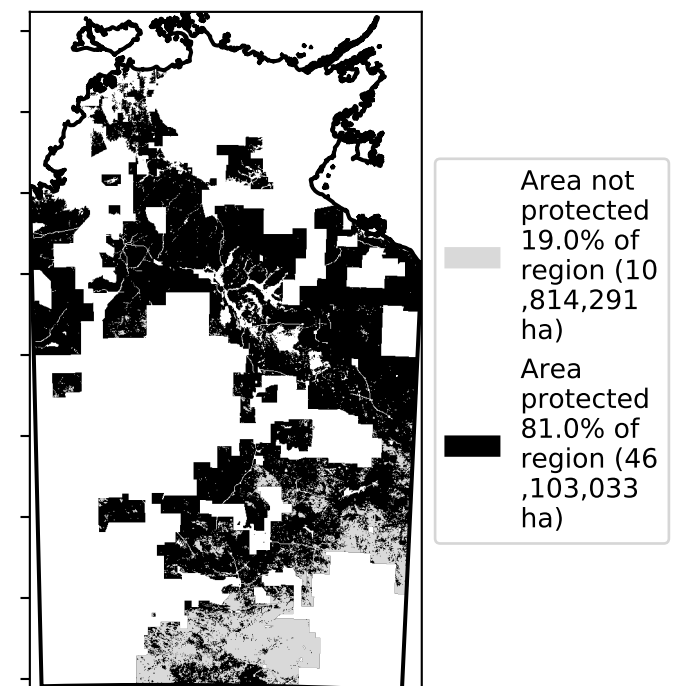 Area not
protected
19.0% of
region (10
,814,291
ha)
Area
protected
81.0% of
region (46
,103,033
ha)